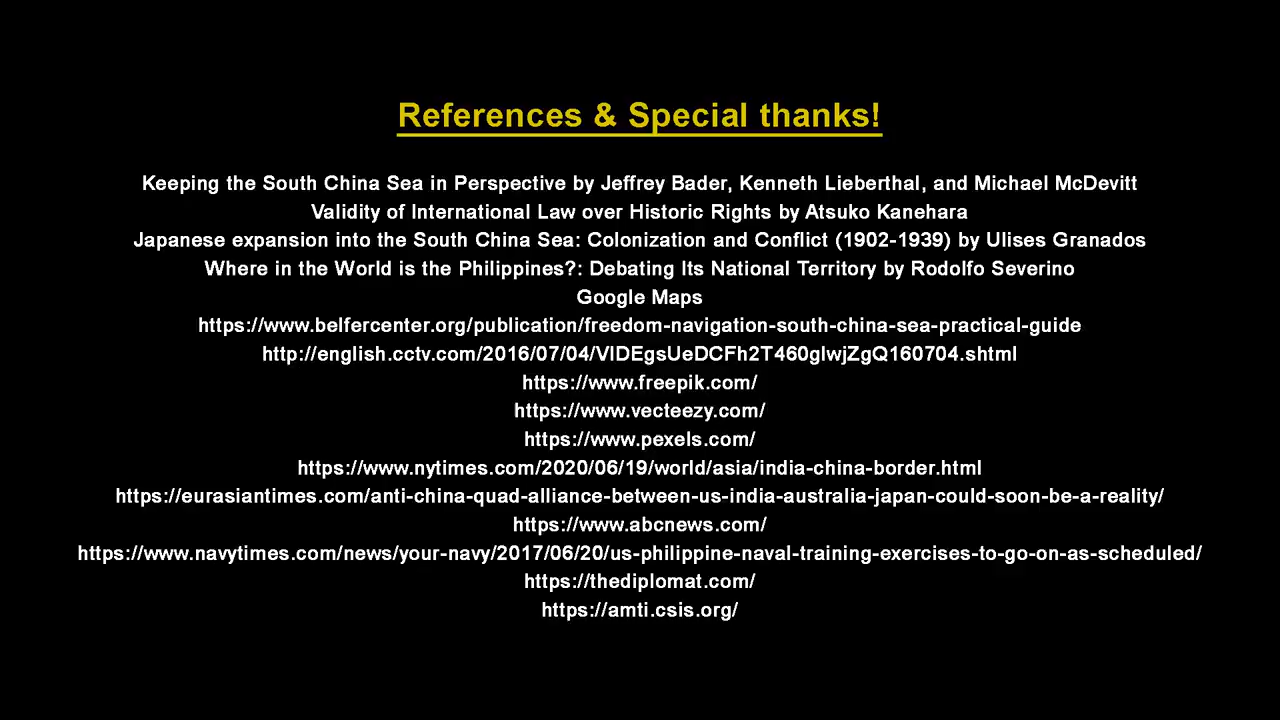 References & Special thanks!
Keeping the South China Sea in Perspective by Jeffrey Bader, Kenneth Lieberthal, and Michael McDevitt
Validity of International Law over Historic Rights by Atsuko Kanehara
Japanese expansion into the South China Sea: Colonization and Conflict (1902-1939) by Ulises Granados
Where in the World is the Philippines?: Debating Its National Territory by Rodolfo Severino
Google Maps
https://www.belfercenter.org/publication/freedom-navigation-south-china-sea-practical-guide
http://english.cctv.com/2016/07/04/VIDEgsUeDCFh2T460glwjZgQ160704.shtml
https://www.freepik.com/
https://www.vecteezy.com/
https://www.pexels.com/
https://www.nytimes.com/2020/06/19/world/asia/india-china-border.html
https://eurasiantimes.com/anti-china-quad-alliance-between-us-india-australia-japan-could-soon-be-a-reality/
https://www.abcnews.com/
https://www.navytimes.com/news/your-navy/2017/06/20/us-philippine-naval-training-exercises-to-go-on-as-scheduled/
https://thediplomat.com/
https://amti.csis.org/